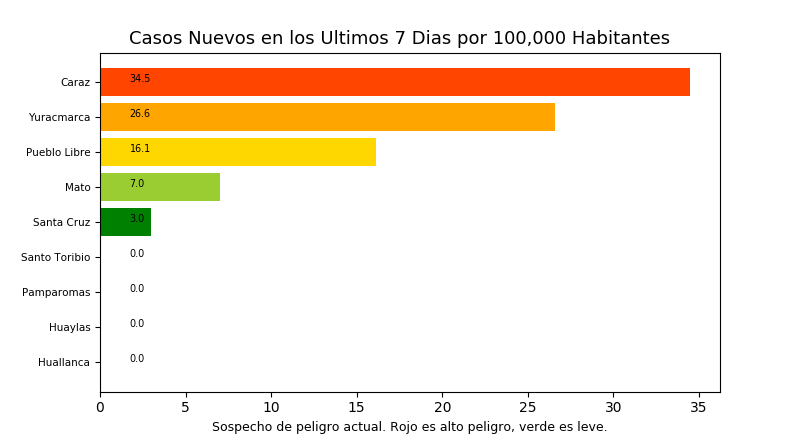 Casos Nuevos en los Ultimos 7 Dias por 100,000 Habitantes
Caraz 34.5
Yuracmarca 26.6
Pueblo Libre 16.1
Mato 7.0
Santa Cruz 3.0
Santo Toribio 0.0
Pamparomas 0.0
Huaylas 0.0
Huallanca 0.0
0 5 10 15 20 25 30 35
Sospecho de peligro actual. Rojo es alto peligro, verde es leve.